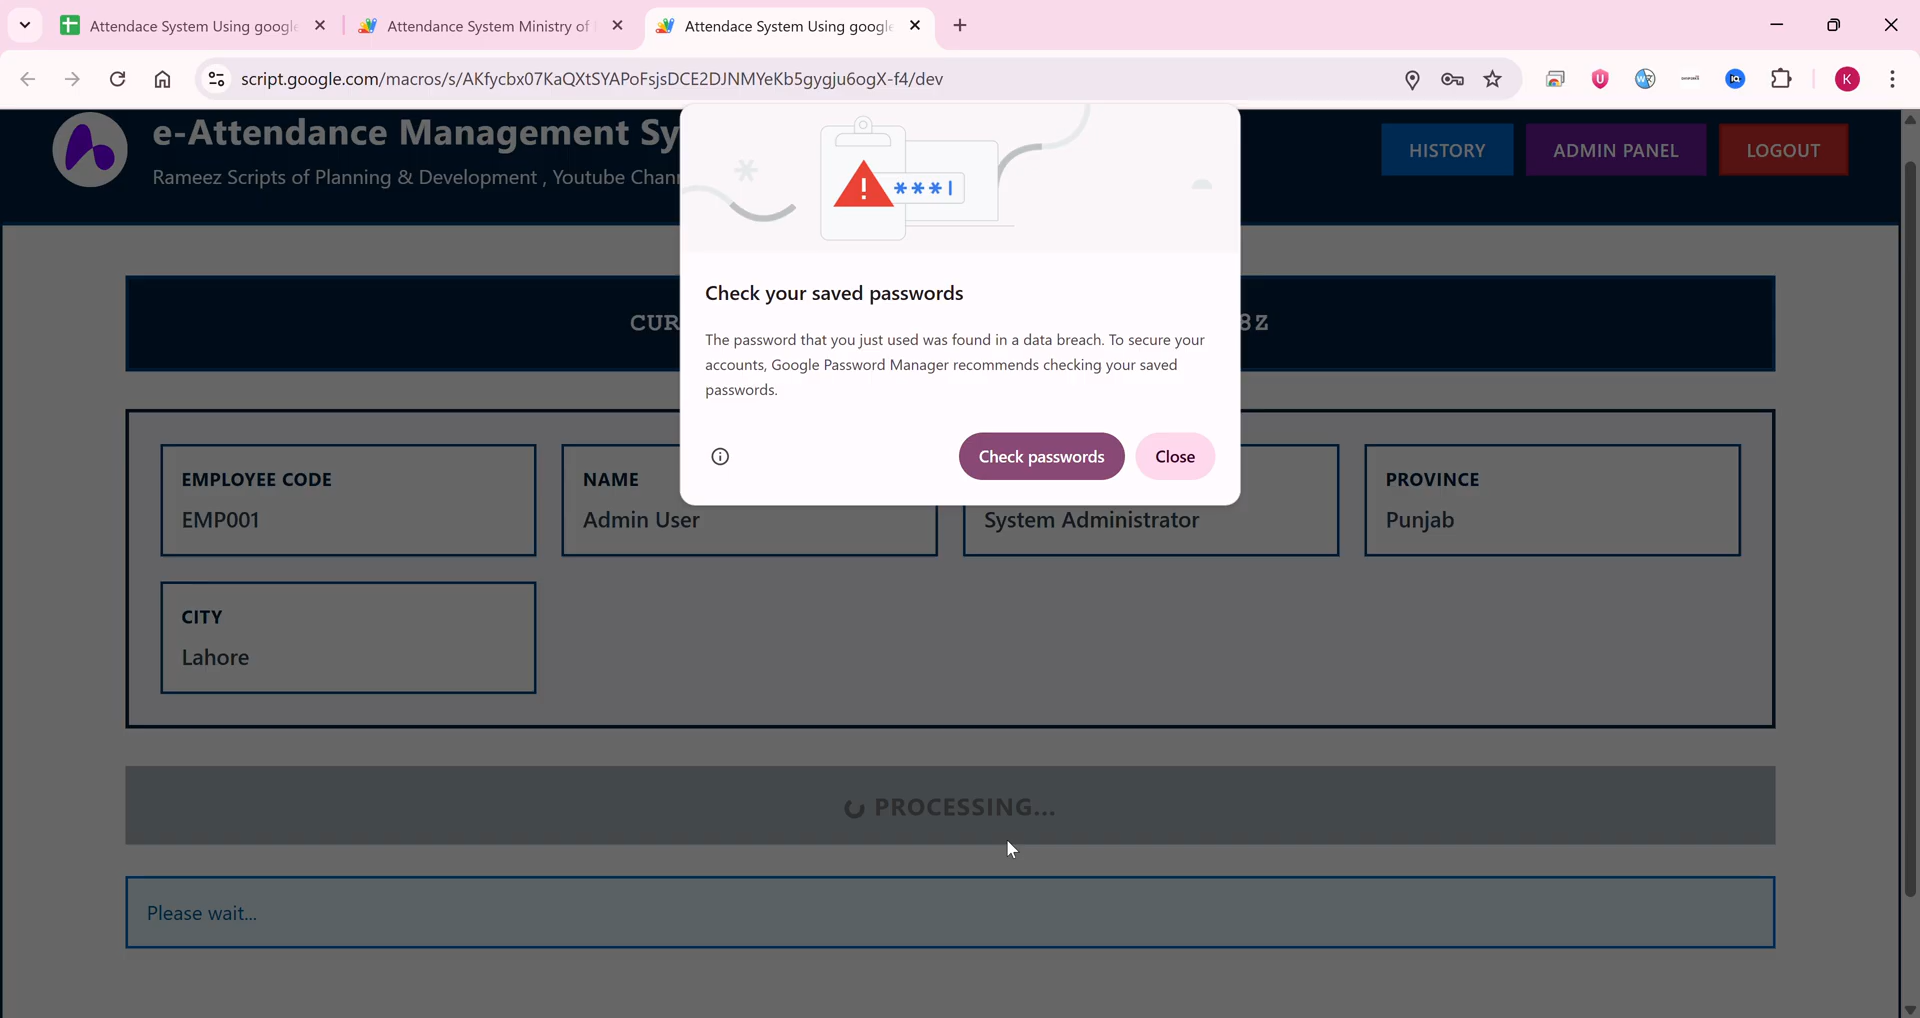 Attendace System Using google
Attendance System Ministry of
Attendace System Using google
script.google.com/macros/s/AKfycbx07KaQXtSYAPoFsjsDCE2DJNMYeKb5gygju6ogX-f4/dev
K
e-Attendance Management Sy
Rameez Scripts of Planning & Development , Youtube Chann
HISTORY
ADMIN PANEL
LOGOUT
***
Check your saved passwords
The password that you just used was found in a data breach. To secure your
accounts, Google Password Manager recommends checking your saved
passwords.
Check passwords
Close
CUR
8Z
EMPLOYEE CODE
EMP001
NAME
Admin User
System Administrator
PROVINCE
Punjab
CITY
Lahore
PROCESSING...
Please wait...